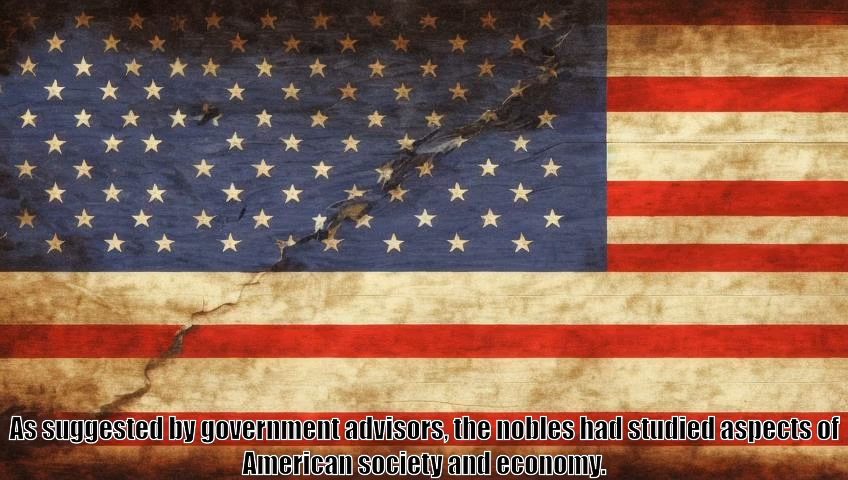 As suggested by government advisors, the nobles had studied aspects of
American society and economy.